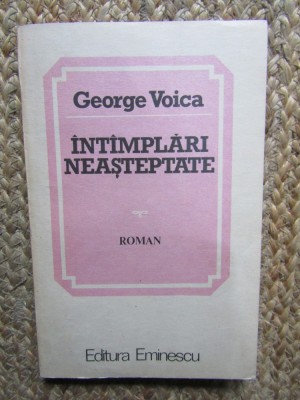 George Voica
ÎNTÎMPLĂRI
NEAȘTEPTATE
ROMAN
Editura Eminescu